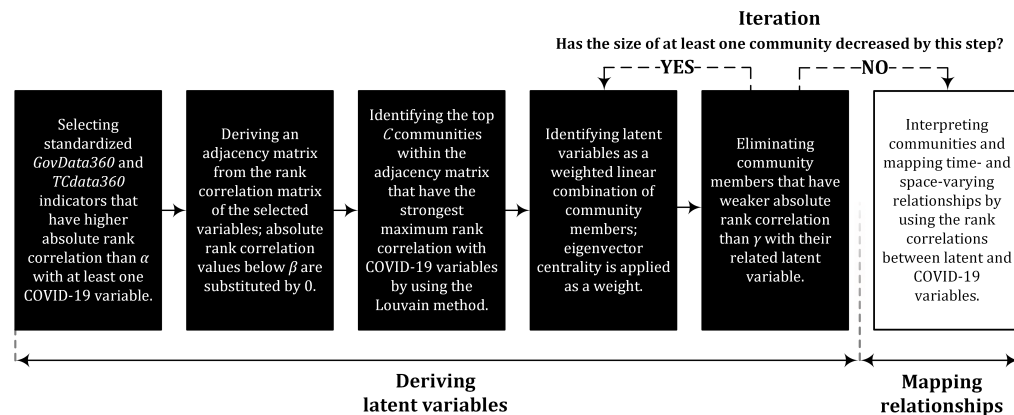 Iteration
Has the size of at least one community decreased by this step?
YES
NO
Selecting
standardized
GovData360 and
TCdata360
indicators that
have higher
absolute rank
correlation than α
with at least one
COVID-19 variable.
Deriving an
adjacency matrix
from the rank
correlation matrix
of the selected
variables; absolute
rank correlation
values below β are
substituted by 0.
Identifying the top
C communities
within the
adjacency matrix
that have the
strongest
maximum rank
correlation with
COVID-19 variables
by using the
Louvain method.
Identifying latent
variables as a
weighted linear
combination of
community
members;
eigenvector
centrality is applied
as a weight.
Eliminating
community
members that have
weaker absolute
rank correlation
than γ with their
related latent
variable.
Interpreting
communities and
mapping time- and
space-varying
relationships by
using the rank
correlations
between latent and
COVID-19
variables.
Deriving
latent variables
Mapping
relationships